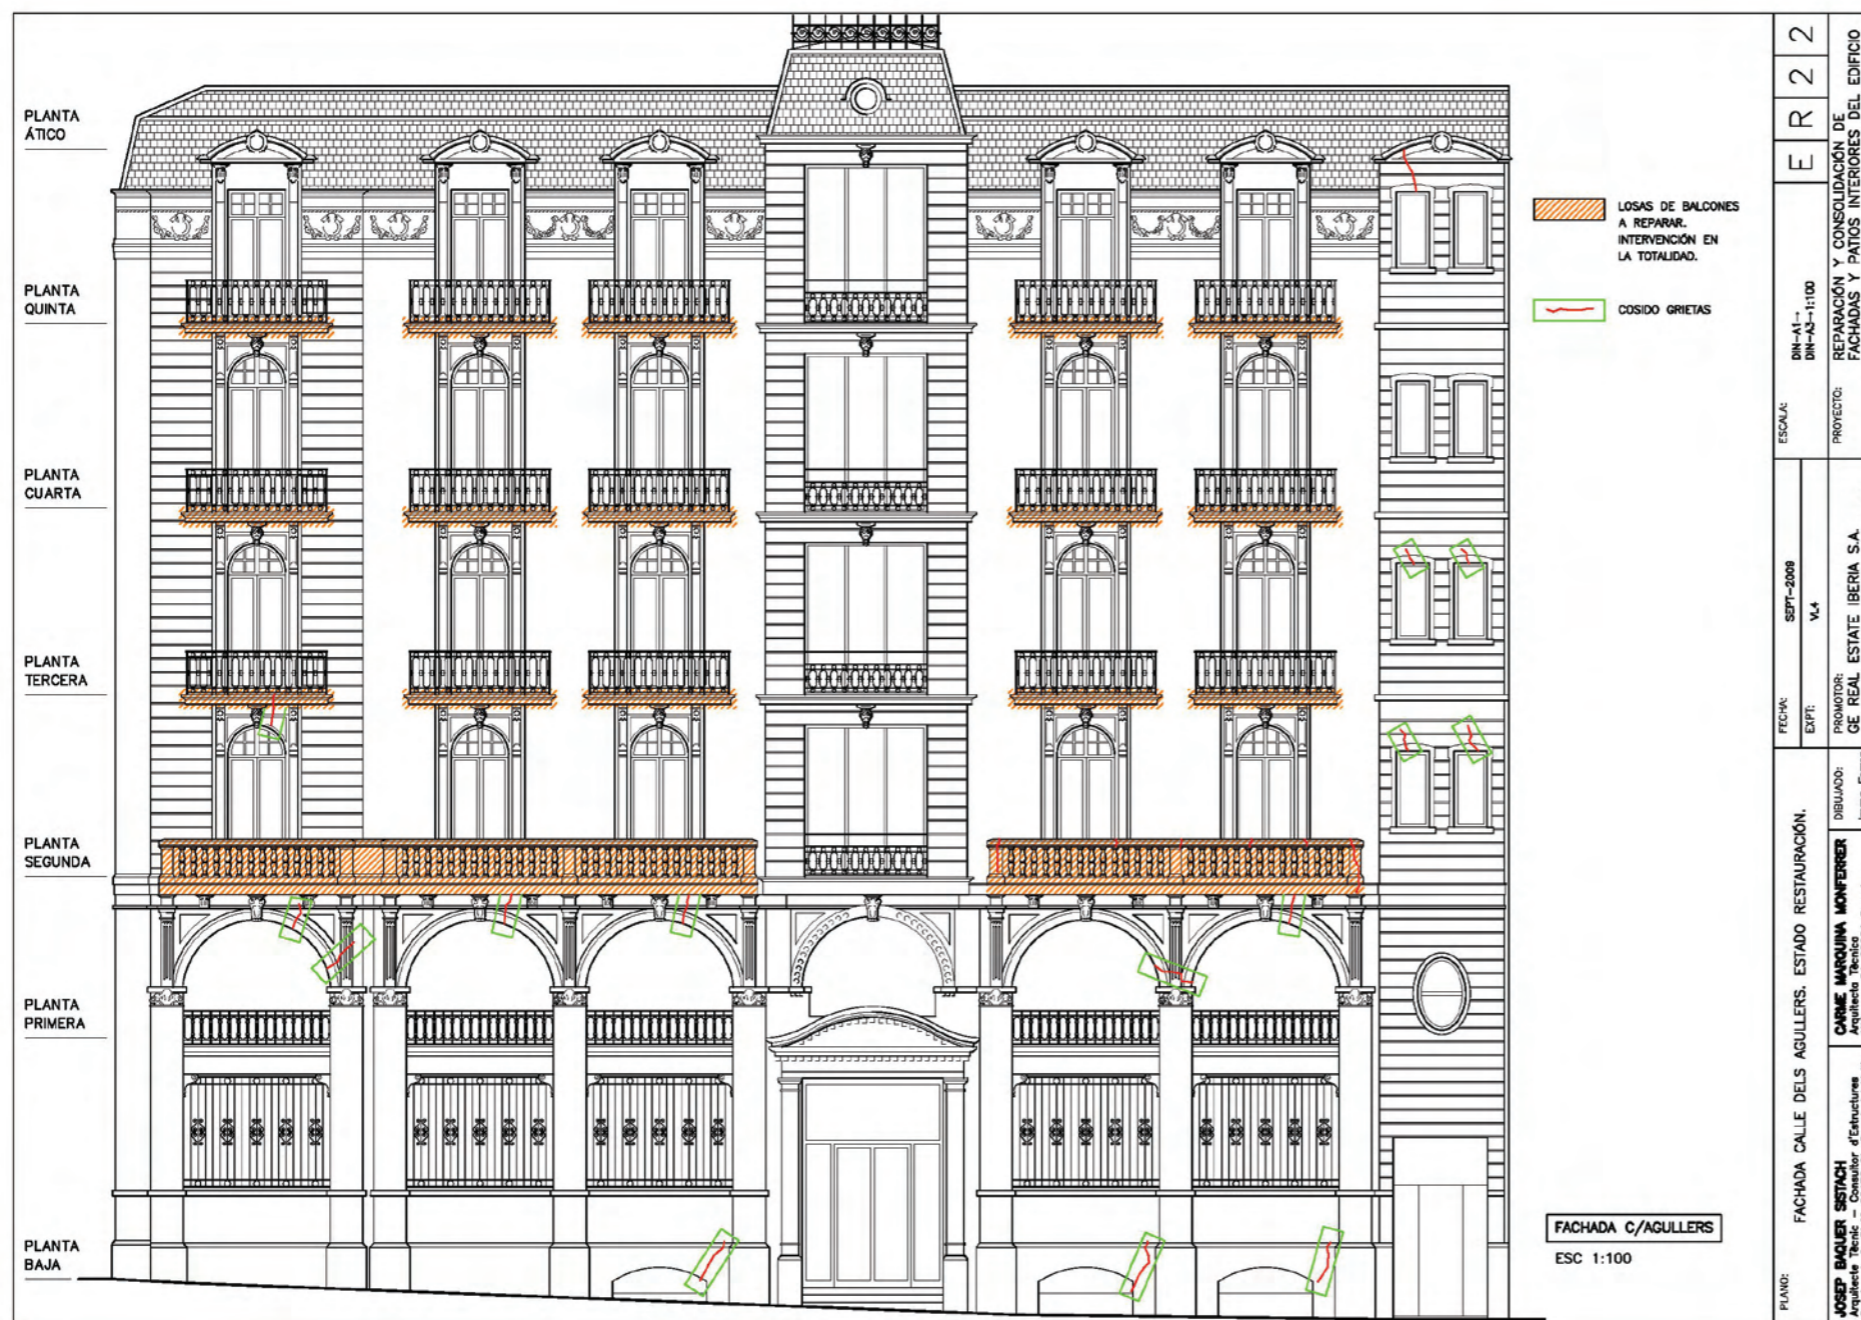 PLANTA
ÁTICO
PLANTA
QUINTA
PLANTA
CUARTA
PLANTA
TERCERA
PLANTA
SEGUNDA
PLANTA
PRIMERA
PLANTA
BAJA
LOSAS DE BALCONES
A REPARAR.
INTERVENCIÓN EN
LA TOTALIDAD.
COSIDO GRIETAS
FACHADA C/AGULLERS
ESC 1:100
E R 2 2
ESCALA:
DIN-A1→
DIN-A3→1:100
PROYECTO:
REPARACIÓN Y CONSOLIDACIÓN DE
FACHADAS Y PATIOS INTERIORES DEL EDIFICIO
FECHA:
SEPT-2009
EXPT:
VL4
PROMOTOR:
GE REAL ESTATE IBERIA S.A.
PLANO:
FACHADA CALLE DELS AGULLERS. ESTADO RESTAURACIÓN.
DIBUJADO:
CARME MARQUINA MONFERRER
Arquitecta Técnica
JOSEP BAQUER SISTACH
Arquitecte Tècnic - Consultor d'Estructures